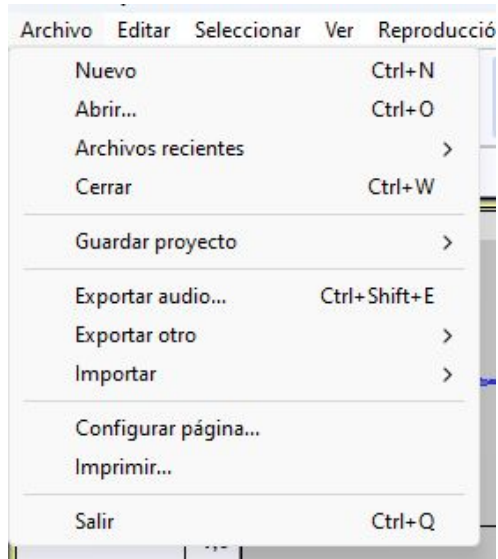 Archivo Editar Seleccionar Ver Reproducció
Nuevo Ctrl+N
Abrir... Ctrl+O
Archivos recientes >
Cerrar Ctrl+W
Guardar proyecto >
Exportar audio... Ctrl+Shift+E
Exportar otro >
Importar >
Configurar página...
Imprimir...
Salir Ctrl+Q